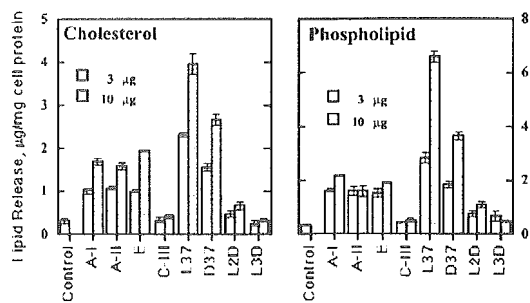 Lipid Release, µg/mg cell protein
5
4
3
2
1
0
Cholesterol
3 µg
10 µg
Control
A-I
A-II
E
C-III
L37
D37
L2D
L3D
Phospholipid
3 µg
10 µg
8
6
4
2
0
Control
A-I
A-II
E
C-III
L37
D37
L2D
L3D